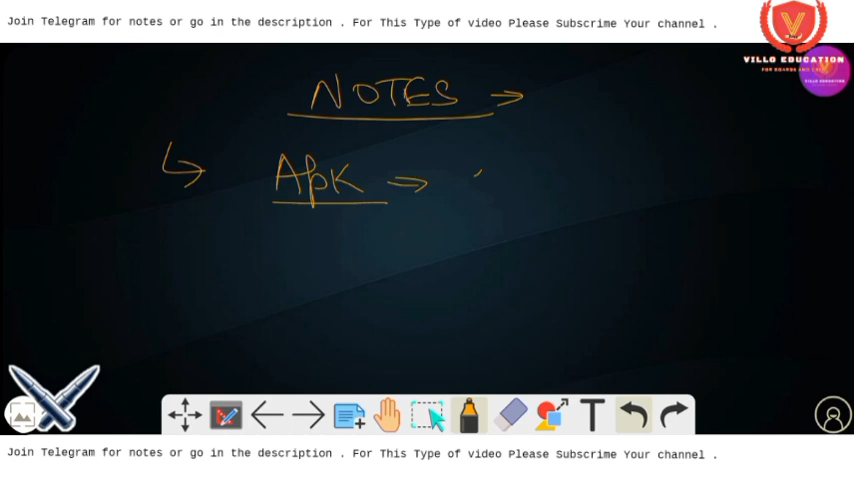 Join Telegram for notes or go in the description . For This Type of video Please Subscrime Your channel .
VILLO EDUCATION
NOTES →
↳ Apk ⇒
T
Join Telegram for notes or go in the description . For This Type of video Please Subscrime Your channel .